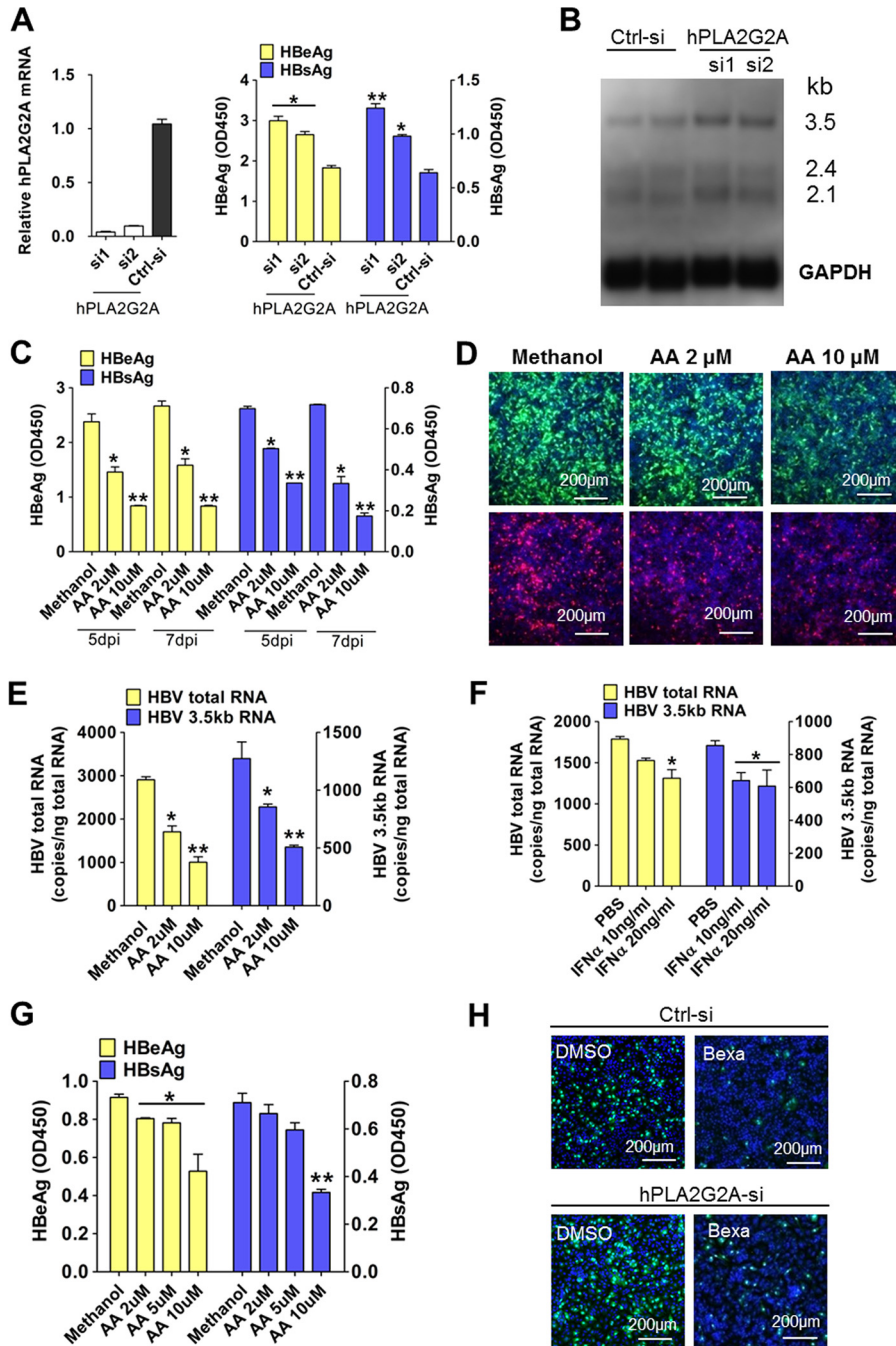 A
Relative hPLA2G2A mRNA
1.5
1.0
0.5
0.0
si1
si2
Ctrl-si
hPLA2G2A
HBeAg
HBsAg
HBeAg (OD450)
4
3
2
1
0
*
**
*
si1
si2
Ctrl-si
si1
si2
Ctrl-si
hPLA2G2A
hPLA2G2A
1.5
1.0
0.5
0.0
HBsAg (OD450)
B
Ctrl-si
hPLA2G2A
si1 si2
kb
3.5
2.4
2.1
GAPDH
C
HBeAg
HBsAg
HBeAg (OD450)
3
2
1
0
*
**
*
**
*
**
*
**
Methanol
AA 2uM
AA 10uM
Methanol
AA 2uM
AA 10uM
Methanol
AA 2uM
AA 10uM
Methanol
AA 2uM
AA 10uM
5dpi
7dpi
5dpi
7dpi
0.8
0.6
0.4
0.2
0.0
HBsAg (OD450)
D
Methanol
AA 2 µM
AA 10 µM
200µm
200µm
200µm
200µm
200µm
200µm
E
HBV total RNA
HBV 3.5kb RNA
HBV total RNA
(copies/ng total RNA)
4000
3000
2000
1000
0
*
**
*
**
Methanol
AA 2uM
AA 10uM
Methanol
AA 2uM
AA 10uM
1500
1000
500
0
HBV 3.5kb RNA
(copies/ng total RNA)
F
HBV total RNA
HBV 3.5kb RNA
HBV total RNA
(copies/ng total RNA)
2000
1500
1000
500
0
*
*
PBS
IFNα 10ng/ml
IFNα 20ng/ml
PBS
IFNα 10ng/ml
IFNα 20ng/ml
1000
800
600
400
200
0
HBV 3.5kb RNA
(copies/ng total RNA)
G
HBeAg
HBsAg
HBeAg (OD450)
1.0
0.8
0.6
0.4
0.2
0.0
*
**
Methanol
AA 2uM
AA 5uM
AA 10uM
Methanol
AA 2uM
AA 5uM
AA 10uM
0.8
0.6
0.4
0.2
0.0
HBsAg (OD450)
H
Ctrl-si
DMSO
Bexa
200µm
200µm
hPLA2G2A-si
DMSO
Bexa
200µm
200µm